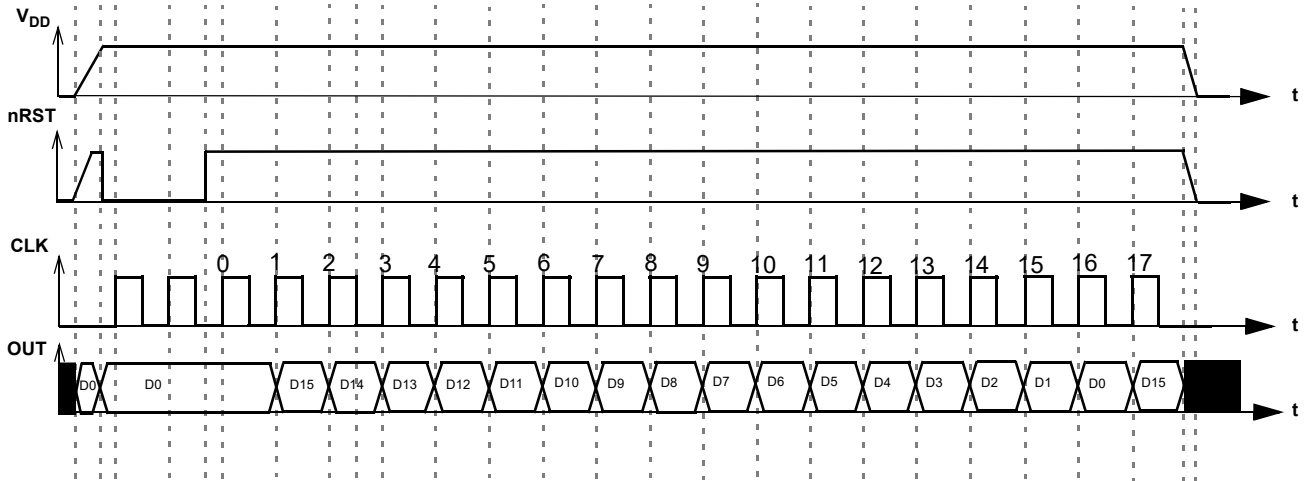 V_DD
t
nRST
t
CLK
0 1 2 3 4 5 6 7 8 9 10 11 12 13 14 15 16 17
t
OUT
D0 D0 D15 D14 D13 D12 D11 D10 D9 D8 D7 D6 D5 D4 D3 D2 D1 D0 D15
t